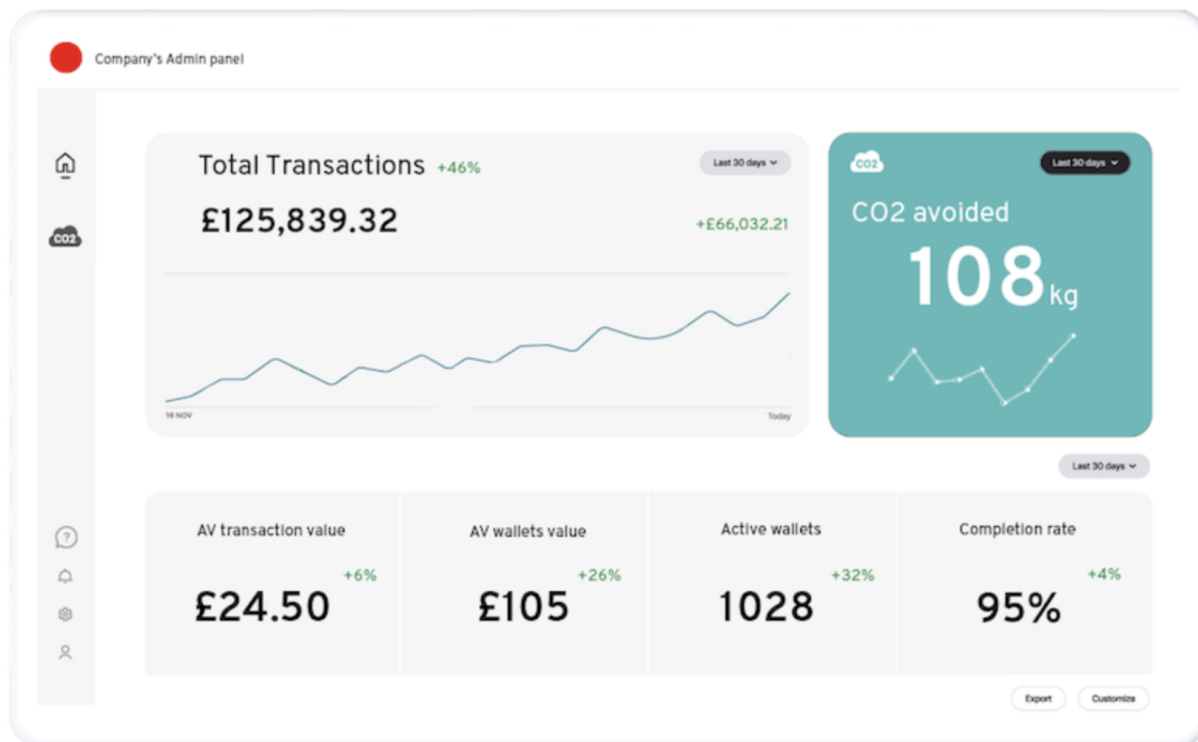 Company's Admin panel
Total Transactions +46%
Last 30 days
£125,839.32
+£66,032.21
16 NOV
Today
CO2
Last 30 days
CO2 avoided
108 kg
CO2
Last 30 days
AV transaction value
+6%
£24.50
AV wallets value
+26%
£105
Active wallets
+32%
1028
Completion rate
+4%
95%
Export
Customize